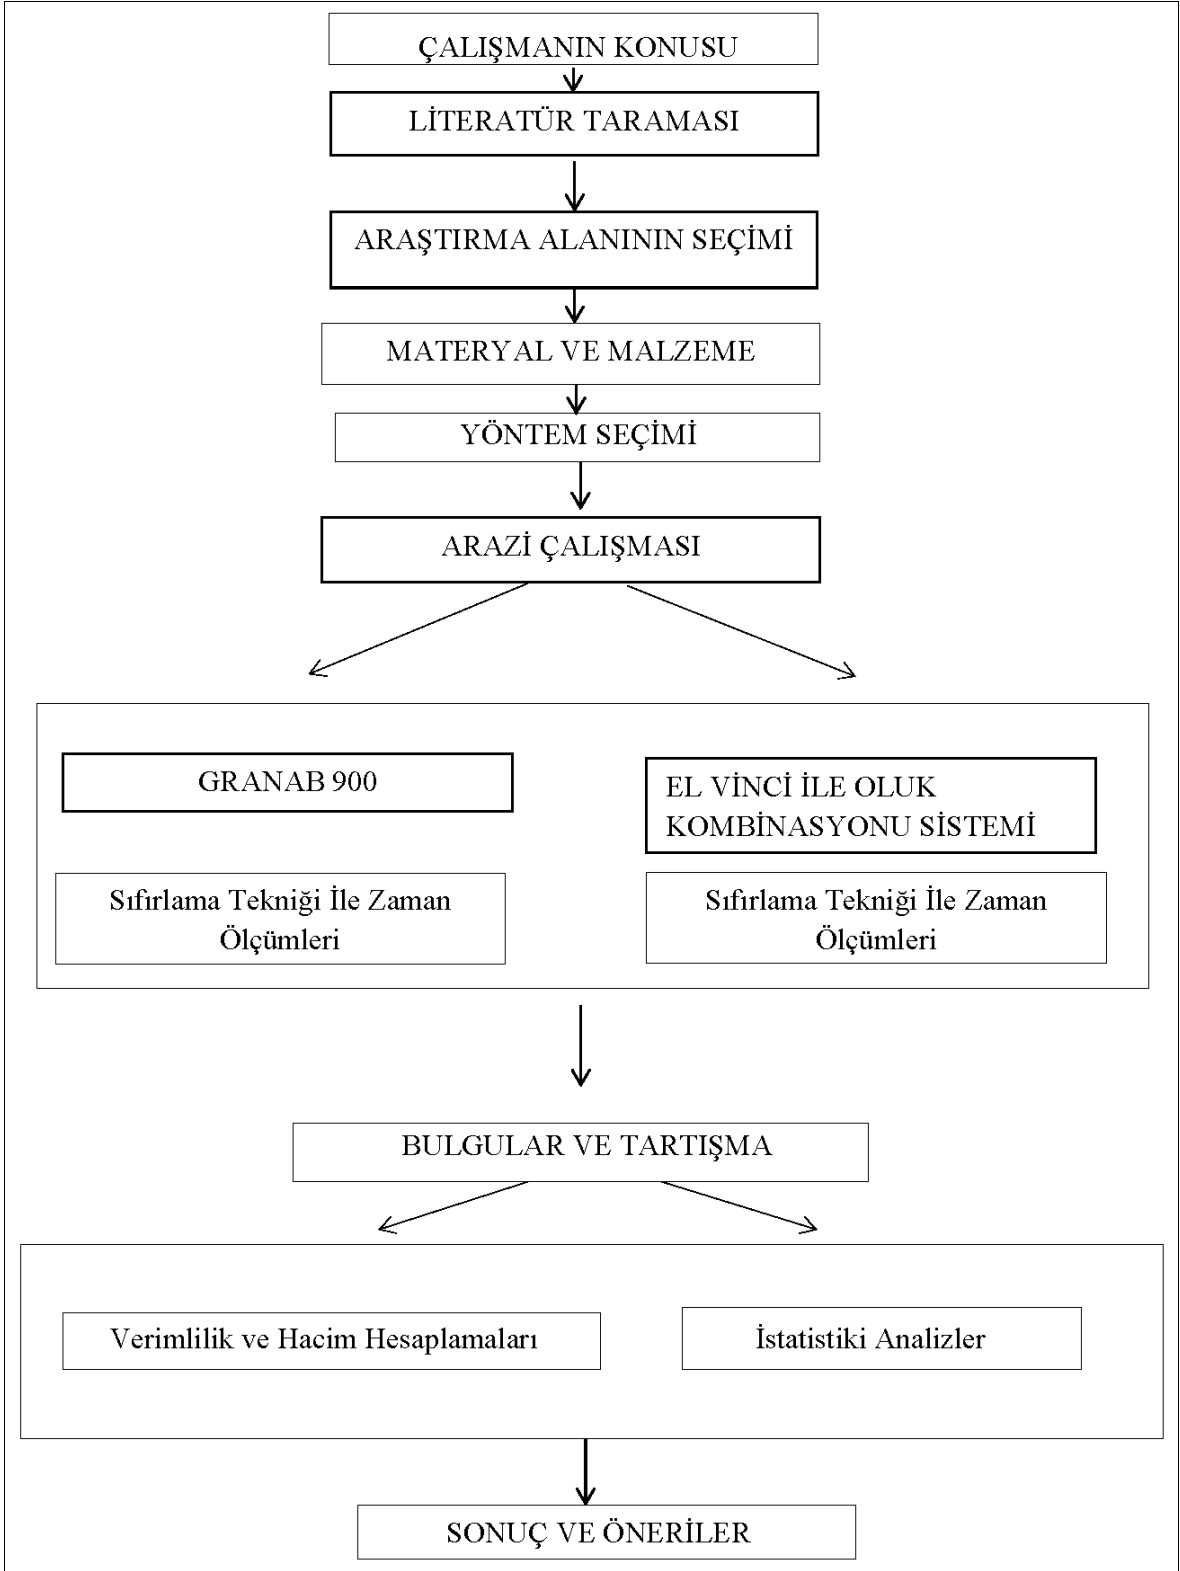 ÇALIŞMANIN KONUSU
LİTERATÜR TARAMASI
ARAŞTIRMA ALANININ SEÇİMİ
MATERYAL VE MALZEME
YÖNTEM SEÇİMİ
ARAZİ ÇALIŞMASI
GRANAB 900
EL VİNCİ İLE OLUK
KOMBİNASYONU SİSTEMİ
Sıfırlama Tekniği İle Zaman
Ölçümleri
Sıfırlama Tekniği İle Zaman
Ölçümleri
BULGULAR VE TARTIŞMA
Verimlilik ve Hacim Hesaplamaları
İstatistiki Analizler
SONUÇ VE ÖNERİLER